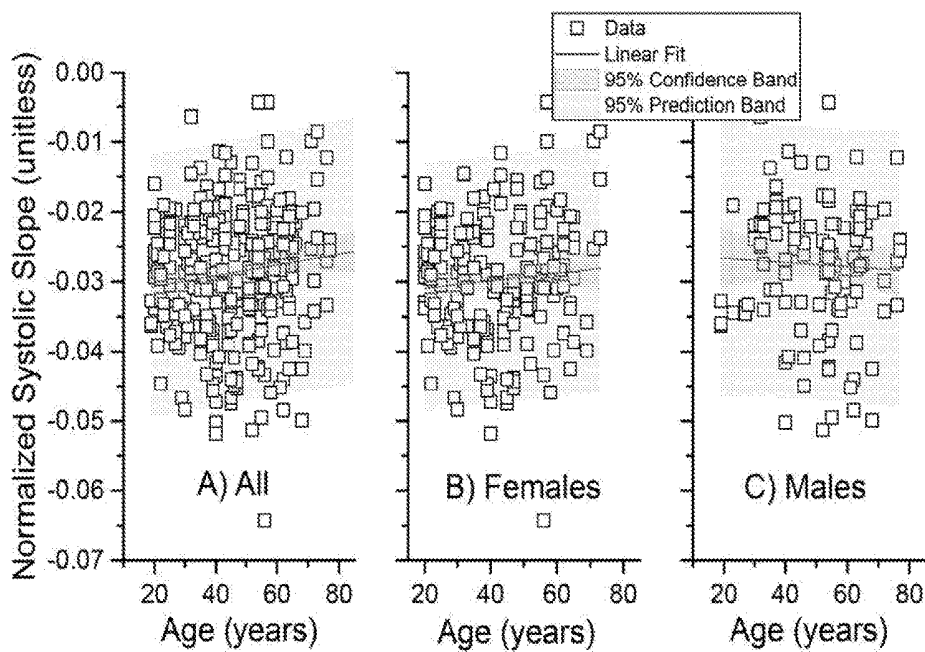 Data
Linear Fit
95% Confidence Band
95% Prediction Band
Normalized Systolic Slope (unitless)
0.00
-0.01
-0.02
-0.03
-0.04
-0.05
-0.06
-0.07
A) All
B) Females
C) Males
20 40 60 80
20 40 60 80
20 40 60 80
Age (years)
Age (years)
Age (years)